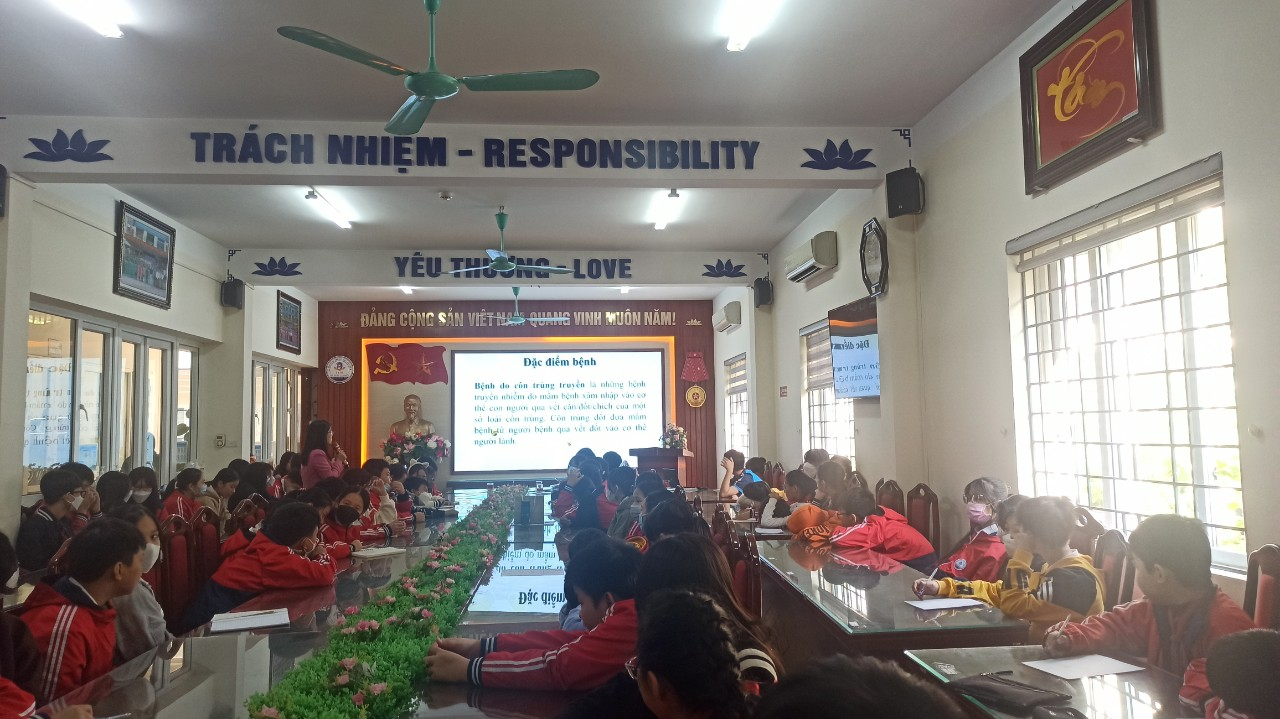 TRÁCH NHIỆM - RESPONSIBILITY
YÊU THƯƠNG - LOVE
ĐẢNG CỘNG SẢN VIỆT NAM QUANG VINH MUÔN NĂM!
Đặc điểm bệnh
Bệnh do côn trùng truyền là những bệnh
truyền nhiễm do mầm bệnh xâm nhập vào cơ
thể con người qua vết cắn đốt/chích của một
số loài côn trùng. Côn trùng đốt đưa mầm
bệnh từ người bệnh qua vết đốt vào cơ thể
người lành.
Đặc điểm